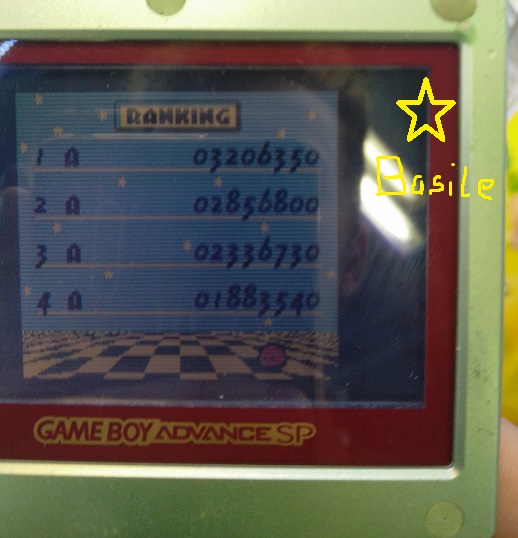 RANKING
Basile
1 A 03206350
2 A 02856800
3 A 02336730
4 A 01883540
GAME BOY ADVANCE SP